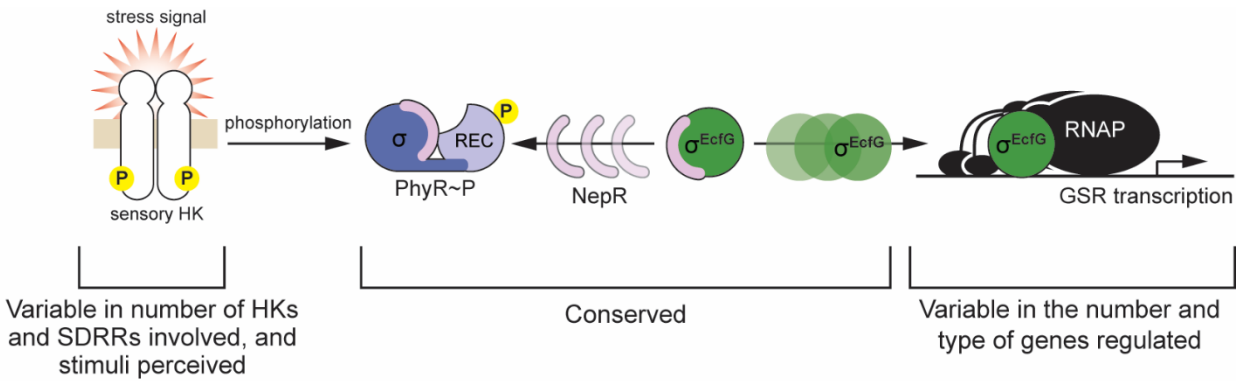 stress signal
P
P
sensory HK
phosphorylation
σ
REC
P
PhyR~P
NepR
σEcfG
σEcfG
σEcfG
RNAP
GSR transcription
Variable in number of HKs
and SDRRs involved, and
stimuli perceived
Conserved
Variable in the number and
type of genes regulated